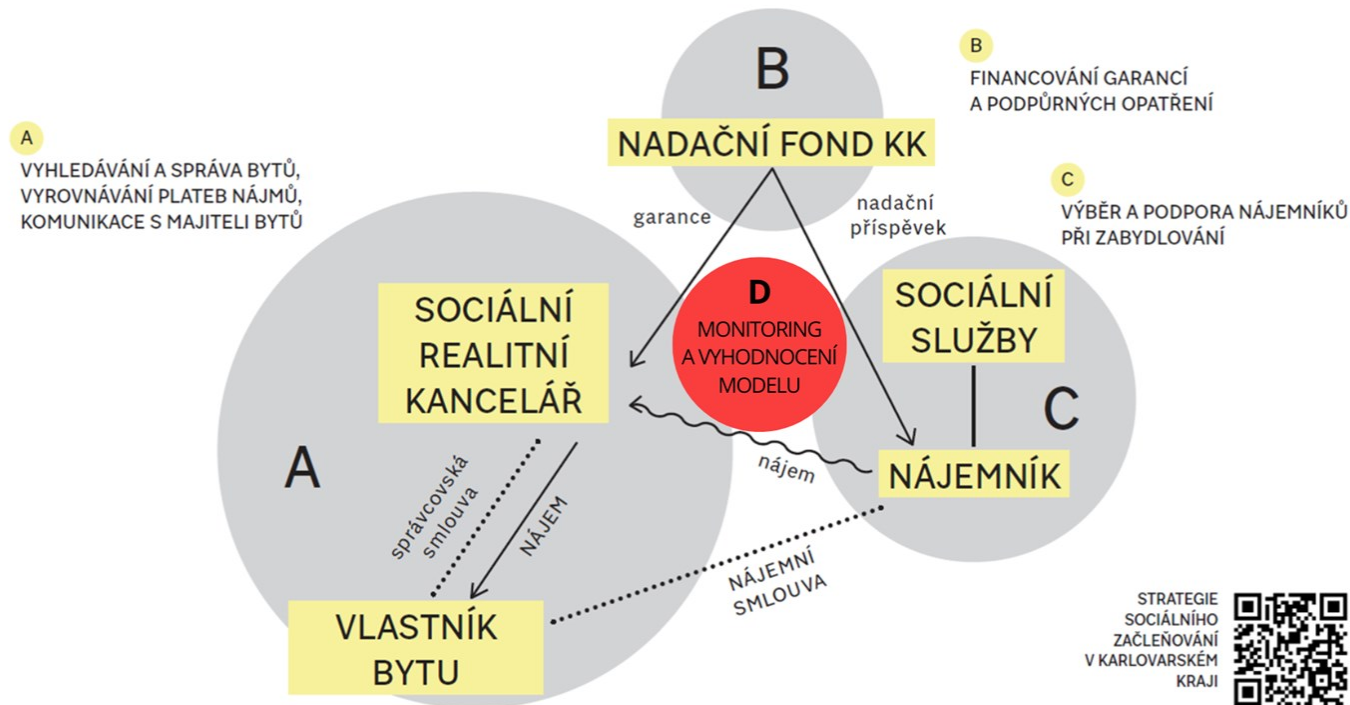 A
VYHLEDÁVÁNÍ A SPRÁVA BYTŮ,
VYROVNÁVÁNÍ PLATEB NÁJMŮ,
KOMUNIKACE S MAJITELI BYTŮ
B
NADAČNÍ FOND KK
B
FINANCOVÁNÍ GARANCÍ
A PODPŮRNÝCH OPATŘENÍ
C
VÝBĚR A PODPORA NÁJEMNÍKŮ
PŘI ZABYDLOVÁNÍ
garance
nadační
příspěvek
SOCIÁLNÍ
REALITNÍ
KANCELÁŘ
D
MONITORING
A VYHODNOCENÍ
MODELU
SOCIÁLNÍ
SLUŽBY
C
A
nájem
NÁJEMNÍK
správcovská
smlouva
NÁJEM
NÁJEMNÍ
SMLOUVA
VLASTNÍK
BYTU
STRATEGIE
SOCIÁLNÍHO
ZAČLEŇOVÁNÍ
V KARLOVARSKÉM
KRAJI